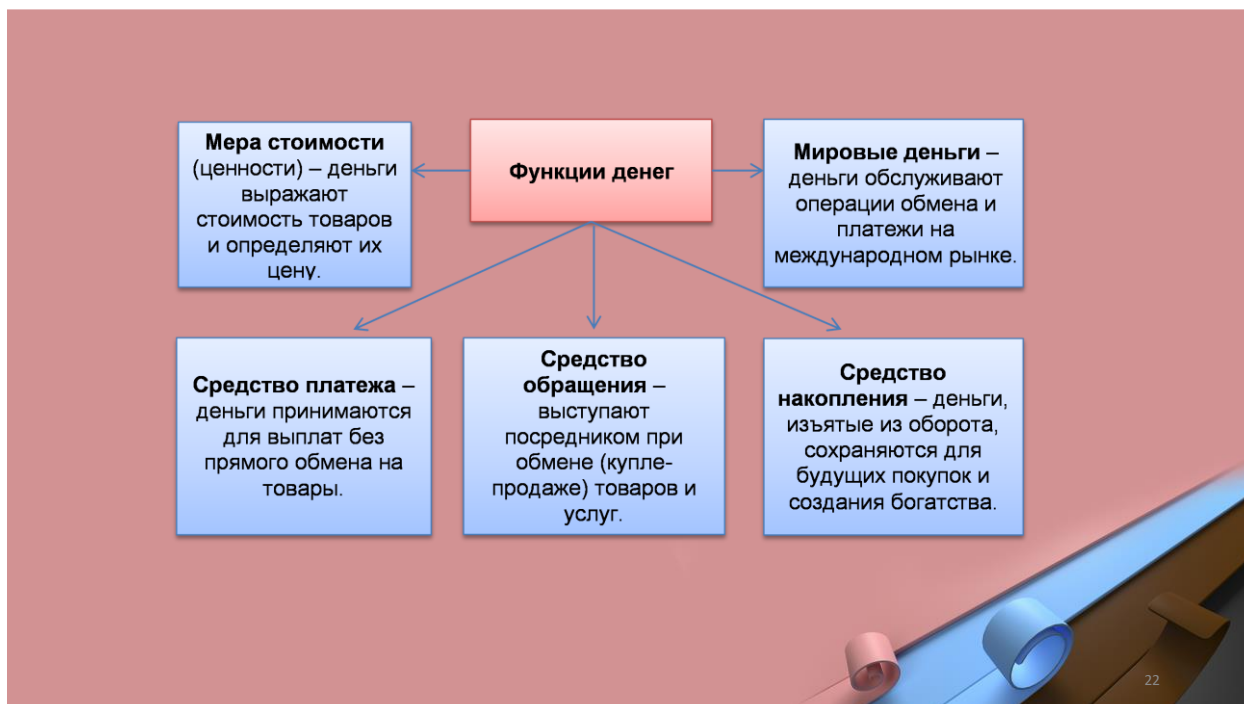 Мера стоимости
(ценности) – деньги
выражают
стоимость товаров
и определяют их
цену.
Функции денег
Мировые деньги –
деньги обслуживают
операции обмена и
платежи на
международном рынке.
Средство платежа –
деньги принимаются
для выплат без
прямого обмена на
товары.
Средство
обращения –
выступают
посредником при
обмене (купле-
продаже) товаров и
услуг.
Средство
накопления – деньги,
изъятые из оборота,
сохраняются для
будущих покупок и
создания богатства.
22